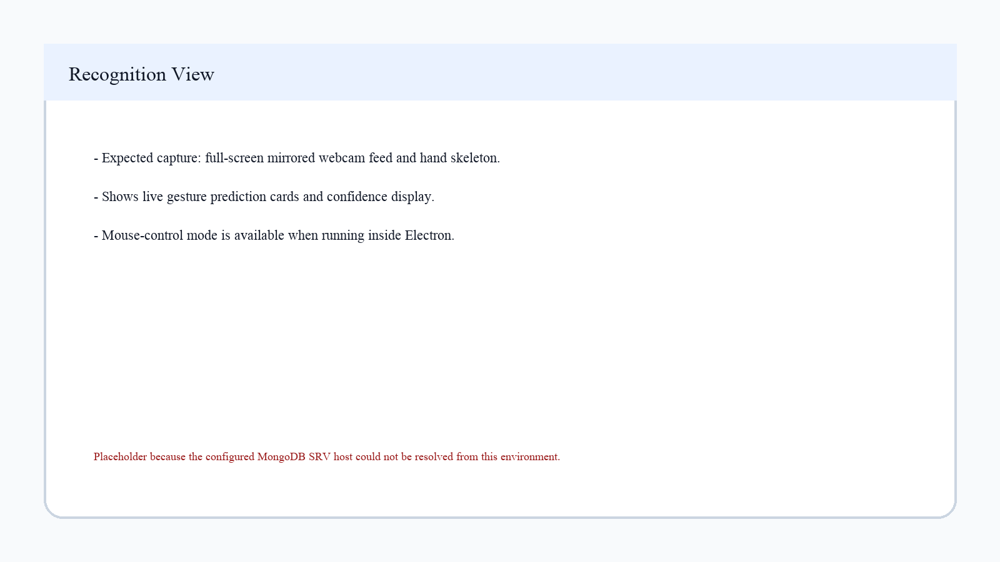 Recognition View
- Expected capture: full-screen mirrored webcam feed and hand skeleton.
- Shows live gesture prediction cards and confidence display.
- Mouse-control mode is available when running inside Electron.
Placeholder because the configured MongoDB SRV host could not be resolved from this environment.